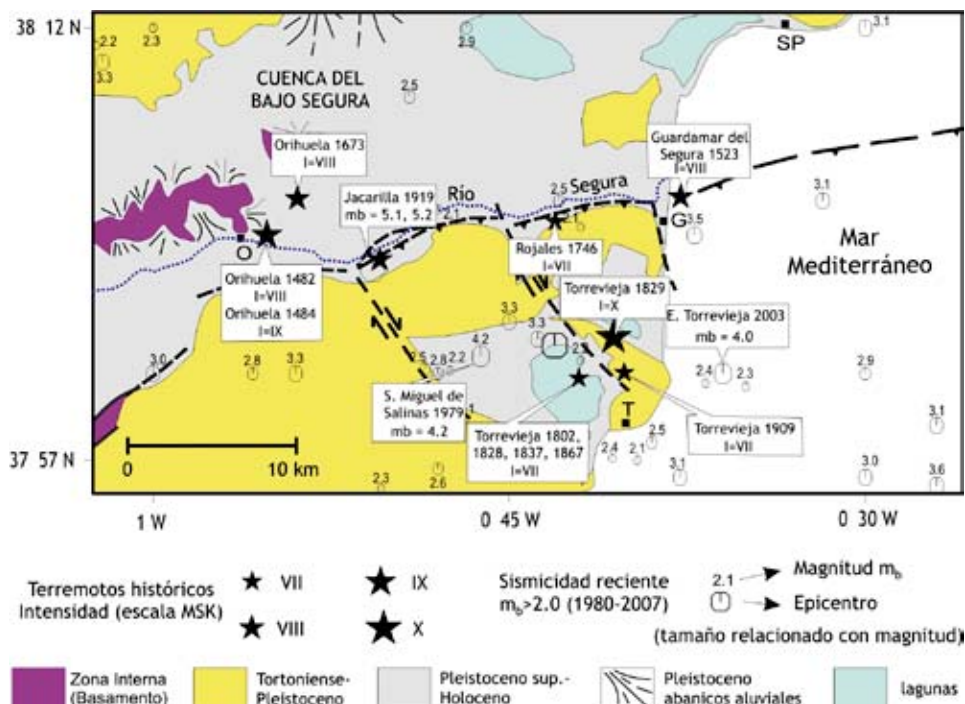 38 12 N
2.2
3.3
2.3
2.9
3.1
SP
CUENCA DEL
BAJO SEGURA
2.5
Orihuela 1673
I=VIII
Guardamar del
Segura 1523
I=VIII
Jacarilla 1919
mb = 5.1, 5.2
2.1
Río
Segura
2.5
G
3.5
3.1
Mar
Mediterráneo
O
Orihuela 1482
I=VIII
Orihuela 1484
I=IX
Rojales 1746
I=VII
Torrevieja 1829
I=X
E. Torrevieja 2003
mb = 4.0
3.3
3.3
4.2
3.0
2.8
3.3
2.5
2.8
2.2
2.4
2.3
2.9
S. Miguel de
Salinas 1979
mb = 4.2
T
Torrevieja 1802,
1828, 1837, 1867
I=VII
Torrevieja 1909
I=VII
2.5
2.4
2.1
3.1
3.1
3.0
3.6
2.3
2.6
0
10 km
37 57 N
1 W
0 45 W
0 30 W
Terremotos históricos
Intensidad (escala MSK)
VII
IX
VIII
X
Sismicidad reciente
mb>2.0 (1980-2007)
2.1
Magnitud mb
Epicentro
(tamaño relacionado con magnitud)
Zona Interna
(Basamento)
Tortoniense-
Pleistoceno
Pleistoceno sup.-
Holoceno
Pleistoceno
abanicos aluviales
lagunas